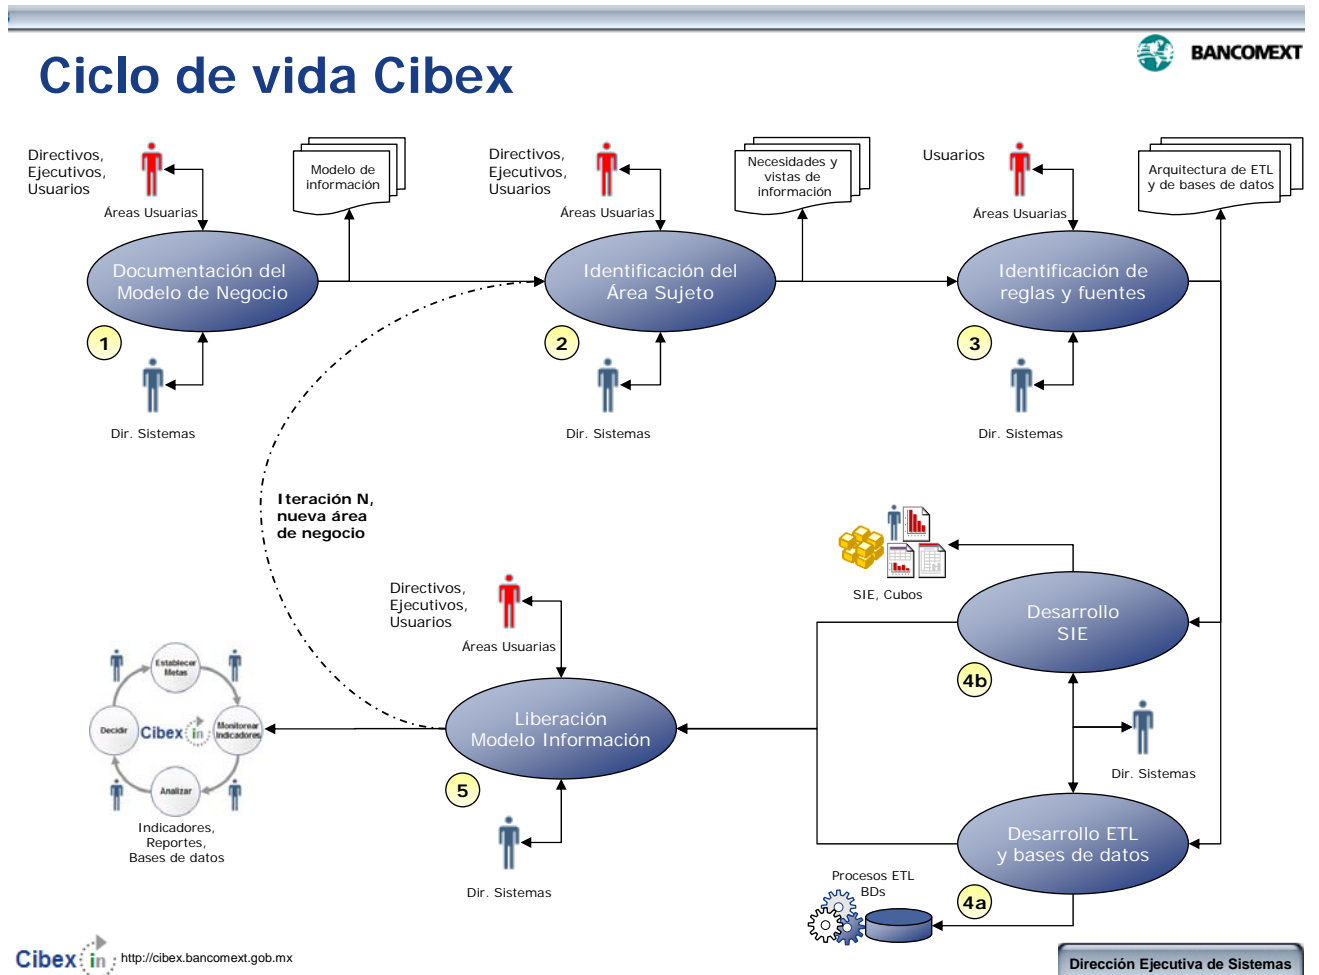 Ciclo de vida Cibex
BANCOMEXT
Directivos,
Ejecutivos,
Usuarios
Áreas Usuarias
Modelo de
información
Documentación del
Modelo de Negocio
1
Dir. Sistemas
Directivos,
Ejecutivos,
Usuarios
Áreas Usuarias
Necesidades y
vistas de
información
Identificación del
Área Sujeto
2
Dir. Sistemas
Usuarios
Áreas Usuarias
Arquitectura de ETL
y de bases de datos
Identificación de
reglas y fuentes
3
Dir. Sistemas
Iteración N,
nueva área
de negocio
SIE, Cubos
Desarrollo
SIE
4b
Dir. Sistemas
Desarrollo ETL
y bases de datos
4a
Procesos ETL
BDs
Directivos,
Ejecutivos,
Usuarios
Áreas Usuarias
Liberación
Modelo Información
5
Dir. Sistemas
Establecer
Metas
Monitorear
Indicadores
Analizar
Decidir
Cibex in
Indicadores,
Reportes,
Bases de datos
Cibex in
http://cibex.bancomext.gob.mx
Dirección Ejecutiva de Sistemas